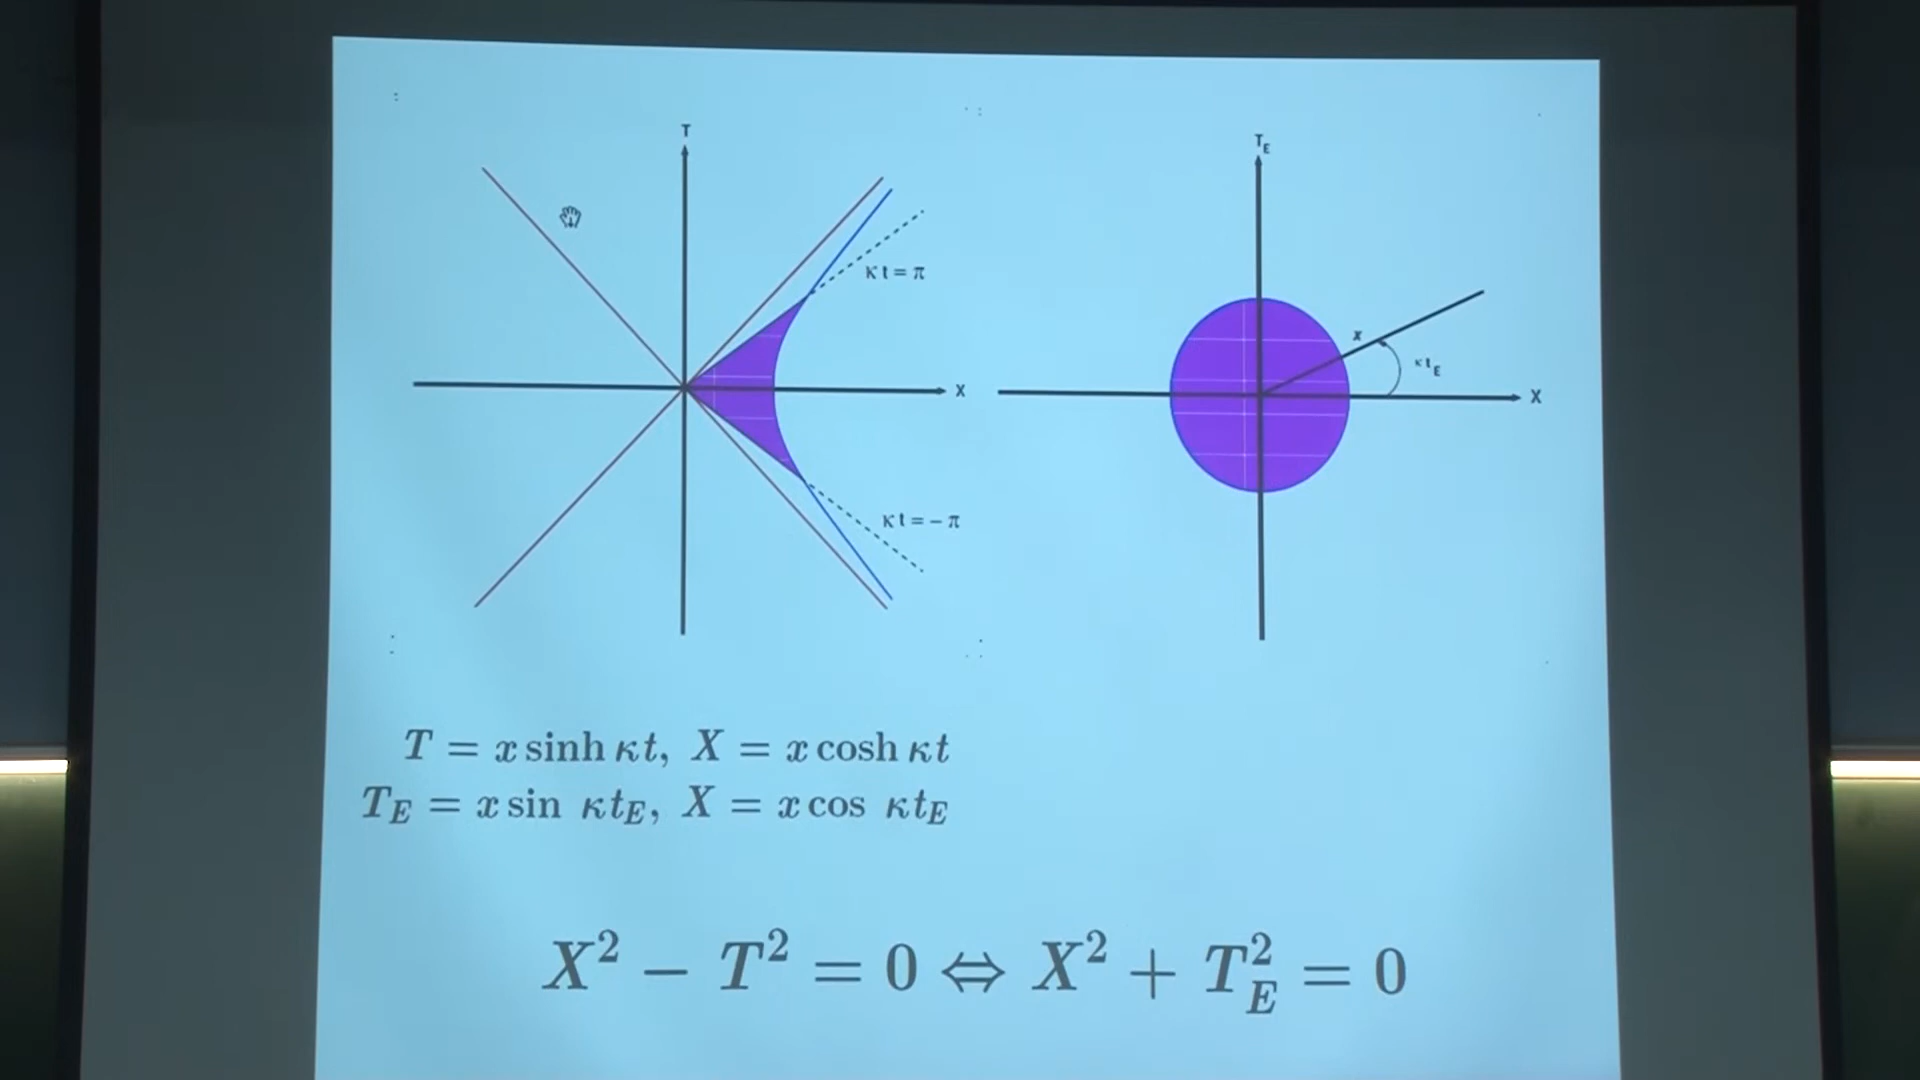 T
X
κt = π
κt = − π
T_E
x
κt_E
X
T = x sinh κt, X = x cosh κt
T_E = x sin κt_E, X = x cos κt_E
X² − T² = 0 ⇔ X² + T_E² = 0